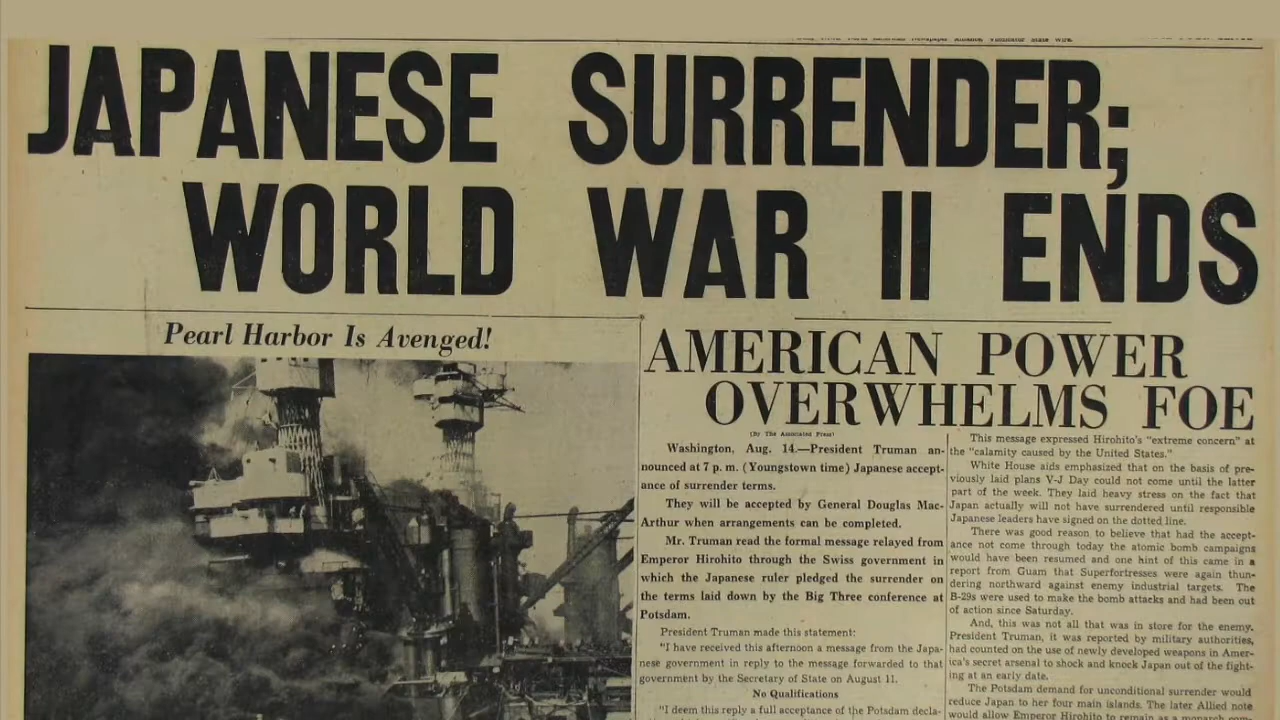 JAPANESE SURRENDER;
WORLD WAR II ENDS
Pearl Harbor Is Avenged!
AMERICAN POWER
OVERWHELMS FOE
(By The Associated Press)
Washington, Aug. 14.—President Truman an-
nounced at 7 p. m. (Youngstown time) Japanese accept-
ance of surrender terms.
They will be accepted by General Douglas Mac-
Arthur when arrangements can be completed.
Mr. Truman read the formal message relayed from
Emperor Hirohito through the Swiss government in
which the Japanese ruler pledged the surrender on
the terms laid down by the Big Three conference at
Potsdam.
President Truman made this statement:
"I have received this afternoon a message from the Japa-
nese government in reply to the message forwarded to that
government by the Secretary of State on August 11.
No Qualifications
"I deem this reply a full acceptance of the Potsdam decla-
This message expressed Hirohito's "extreme concern" at
the "calamity caused by the United States."
White House aids emphasized that on the basis of pre-
viously laid plans V-J Day could not come until the latter
part of the week. They laid heavy stress on the fact that
Japan actually will not have surrendered until responsible
Japanese leaders have signed on the dotted line.
There was good reason to believe that had the accept-
ance not come through today the atomic bomb campaigns
would have been resumed and one hint of this came in a
report from Guam that Superfortresses were again thun-
dering northward against enemy industrial targets. The
B-29s were used to make the bomb attacks and had been out
of action since Saturday.
And, this was not all that was in store for the enemy.
President Truman, it was reported by military authorities,
had counted on the use of newly developed weapons in Amer-
ica's secret arsenal to shock and knock Japan out of the fight-
ing at an early date.
The Potsdam demand for unconditional surrender would
reduce Japan to her four main islands. The later Allied note
would allow Emperor Hirohito to remain as a monarch com-